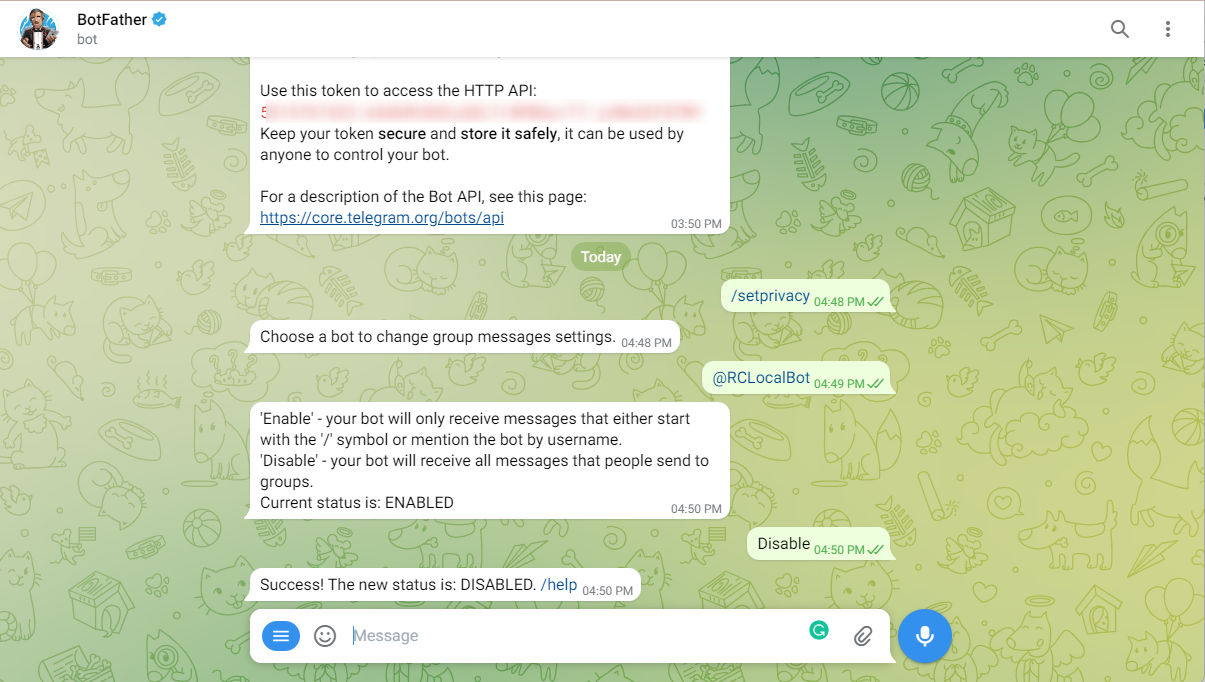 BotFather
bot
Use this token to access the HTTP API:
Keep your token secure and store it safely, it can be used by
anyone to control your bot.
For a description of the Bot API, see this page:
https://core.telegram.org/bots/api
03:50 PM
Today
/setprivacy 04:48 PM
Choose a bot to change group messages settings. 04:48 PM
@RCLocalBot 04:49 PM
'Enable' - your bot will only receive messages that either start
with the '/' symbol or mention the bot by username.
'Disable' - your bot will receive all messages that people send to
groups.
Current status is: ENABLED
04:50 PM
Disable 04:50 PM
Success! The new status is: DISABLED. /help 04:50 PM
Message